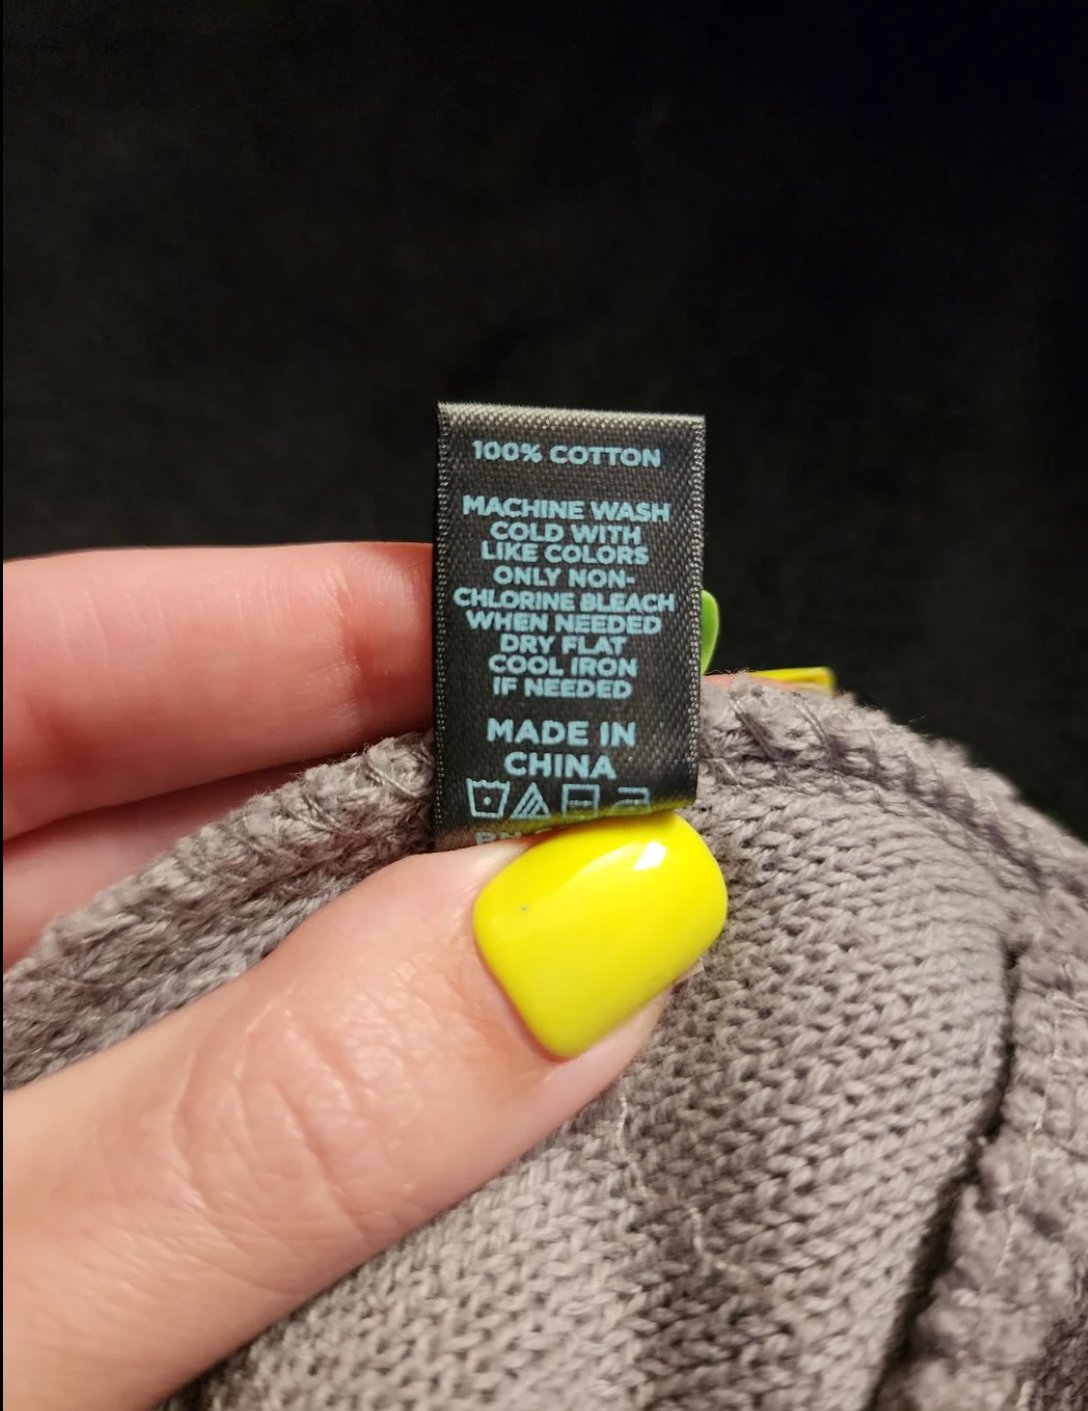 100% COTTON
MACHINE WASH
COLD WITH
LIKE COLORS
ONLY NON-
CHLORINE BLEACH
WHEN NEEDED
DRY FLAT
COOL IRON
IF NEEDED
MADE IN
CHINA